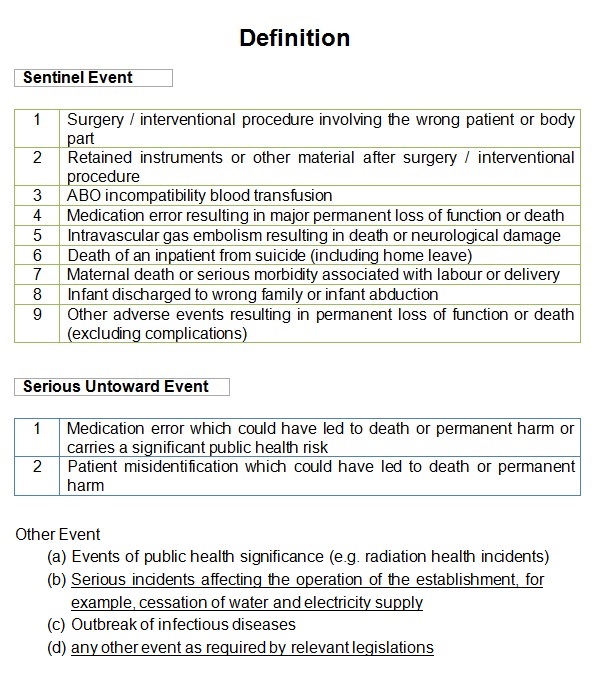 Definition
Sentinel Event
1 Surgery / interventional procedure involving the wrong patient or body
part
2 Retained instruments or other material after surgery / interventional
procedure
3 ABO incompatibility blood transfusion
4 Medication error resulting in major permanent loss of function or death
5 Intravascular gas embolism resulting in death or neurological damage
6 Death of an inpatient from suicide (including home leave)
7 Maternal death or serious morbidity associated with labour or delivery
8 Infant discharged to wrong family or infant abduction
9 Other adverse events resulting in permanent loss of function or death
(excluding complications)
Serious Untoward Event
1 Medication error which could have led to death or permanent harm or
carries a significant public health risk
2 Patient misidentification which could have led to death or permanent
harm
Other Event
(a) Events of public health significance (e.g. radiation health incidents)
(b) Serious incidents affecting the operation of the establishment, for
example, cessation of water and electricity supply
(c) Outbreak of infectious diseases
(d) any other event as required by relevant legislations